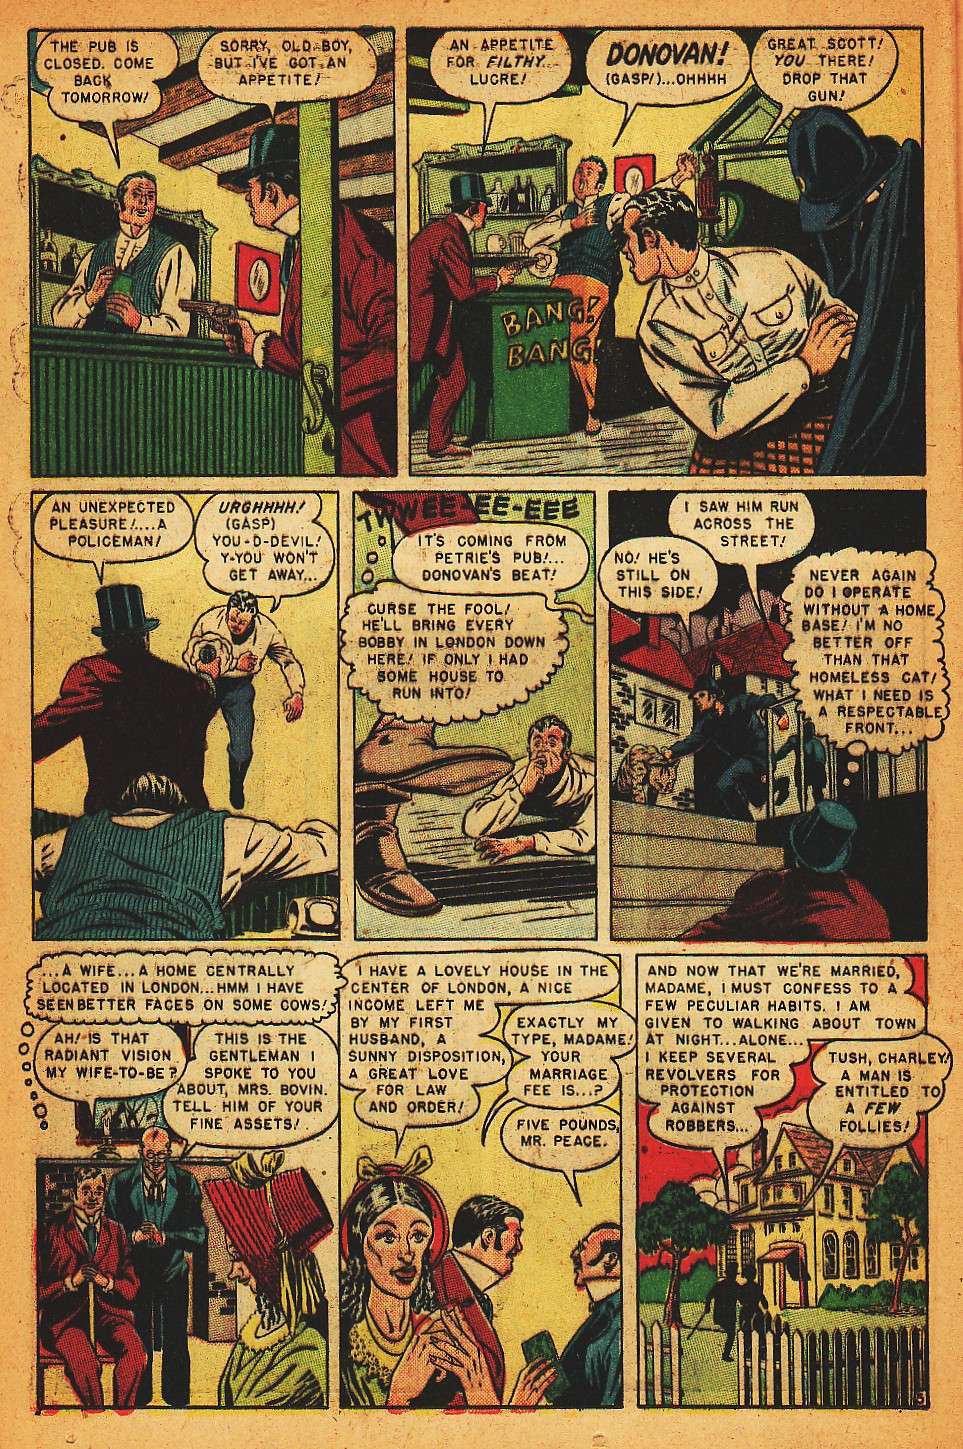 THE PUB IS
CLOSED. COME
BACK
TOMORROW!
SORRY, OLD BOY,
BUT I'VE GOT AN
APPETITE!
AN APPETITE
FOR FILTHY
LUCRE!
DONOVAN!
(GASP!)...OHHHH
GREAT SCOTT!
YOU THERE!
DROP THAT
GUN!
BANG!
BANG!
AN UNEXPECTED
PLEASURE!....A
POLICEMAN!
URGHHHH!
(GASP)
YOU-D-DEVIL!
Y-YOU WON'T
GET AWAY...
TWWEE-EE-EEE
IT'S COMING FROM
PETRIE'S PUB!...
DONOVAN'S BEAT!
CURSE THE FOOL!
HE'LL BRING EVERY
BOBBY IN LONDON DOWN
HERE! IF ONLY I HAD
SOME HOUSE TO
RUN INTO!
I SAW HIM RUN
ACROSS THE
STREET!
NO! HE'S
STILL ON
THIS SIDE!
NEVER AGAIN
DO I OPERATE
WITHOUT A HOME
BASE! I'M NO
BETTER OFF
THAN THAT
HOMELESS CAT!
WHAT I NEED IS
A RESPECTABLE
FRONT...
...A WIFE...A HOME CENTRALLY
LOCATED IN LONDON...HMM I HAVE
SEEN BETTER FACES ON SOME COWS!
AH! IS THAT
RADIANT VISION
MY WIFE-TO-BE?
THIS IS THE
GENTLEMAN I
SPOKE TO YOU
ABOUT, MRS. BOVIN.
TELL HIM OF YOUR
FINE ASSETS!
I HAVE A LOVELY HOUSE IN THE
CENTER OF LONDON, A NICE
INCOME LEFT ME
BY MY FIRST
HUSBAND, A
SUNNY DISPOSITION,
A GREAT LOVE
FOR LAW
AND ORDER!
EXACTLY MY
TYPE, MADAME!
YOUR
MARRIAGE
FEE IS...?
FIVE POUNDS,
MR. PEACE.
AND NOW THAT WE'RE MARRIED,
MADAME, I MUST CONFESS TO A
FEW PECULIAR HABITS. I AM
GIVEN TO WALKING ABOUT TOWN
AT NIGHT...ALONE...
I KEEP SEVERAL
REVOLVERS FOR
PROTECTION
AGAINST
ROBBERS...
TUSH, CHARLEY!
A MAN IS
ENTITLED TO
A FEW
FOLLIES!
3